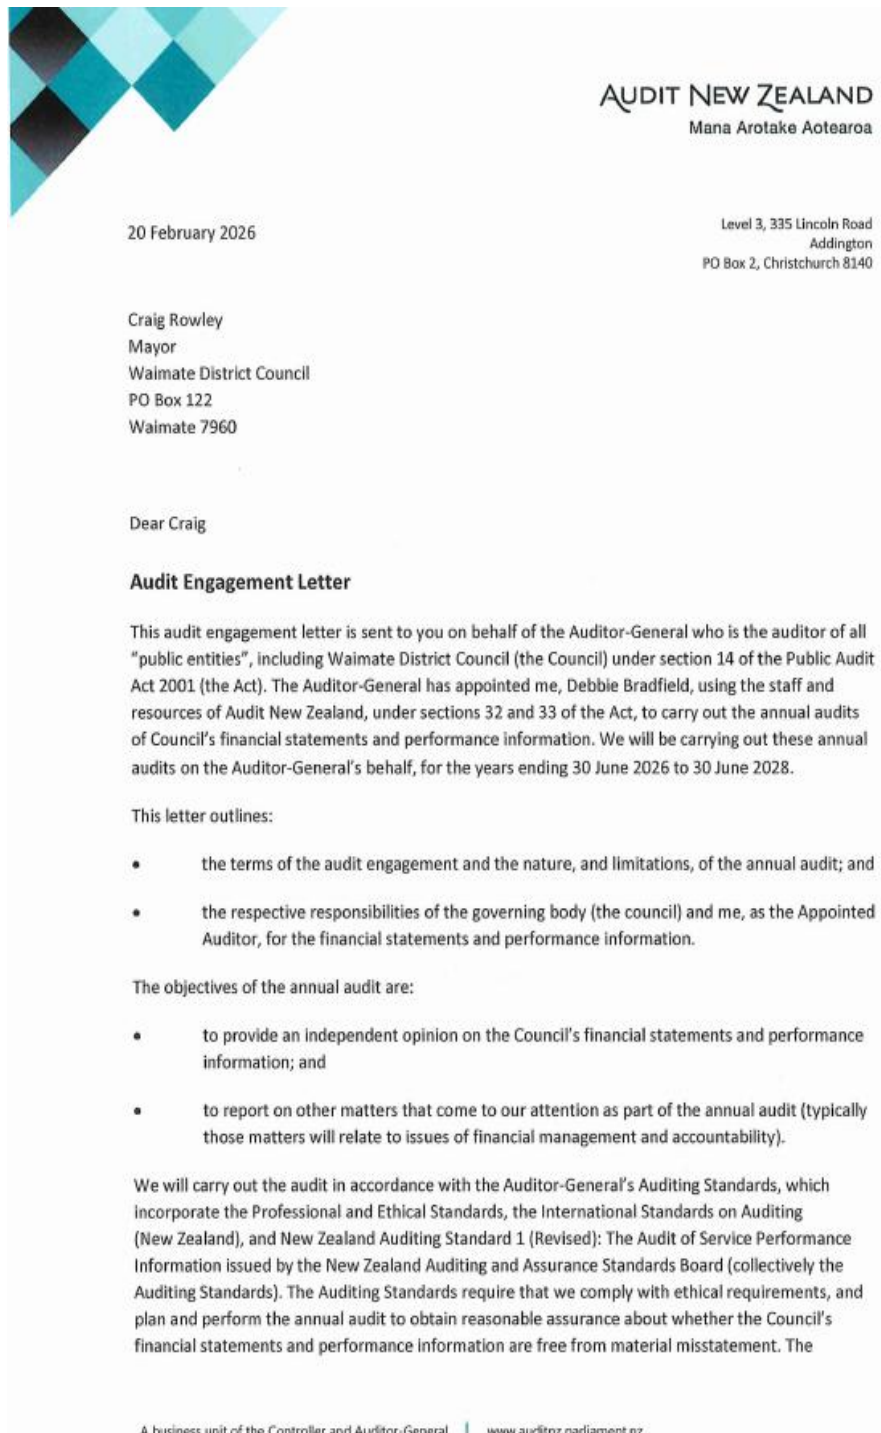 AUDIT NEW ZEALAND
Mana Arotake Aotearoa
20 February 2026
Level 3, 335 Lincoln Road
Addington
PO Box 2, Christchurch 8140
Craig Rowley
Mayor
Waimate District Council
PO Box 122
Waimate 7960
Dear Craig
Audit Engagement Letter
This audit engagement letter is sent to you on behalf of the Auditor-General who is the auditor of all
“public entities”, including Waimate District Council (the Council) under section 14 of the Public Audit
Act 2001 (the Act). The Auditor-General has appointed me, Debbie Bradfield, using the staff and
resources of Audit New Zealand, under sections 32 and 33 of the Act, to carry out the annual audits
of Council’s financial statements and performance information. We will be carrying out these annual
audits on the Auditor-General’s behalf, for the years ending 30 June 2026 to 30 June 2028.
This letter outlines:
• the terms of the audit engagement and the nature, and limitations, of the annual audit; and
• the respective responsibilities of the governing body (the council) and me, as the Appointed
Auditor, for the financial statements and performance information.
The objectives of the annual audit are:
• to provide an independent opinion on the Council’s financial statements and performance
information; and
• to report on other matters that come to our attention as part of the annual audit (typically
those matters will relate to issues of financial management and accountability).
We will carry out the audit in accordance with the Auditor-General’s Auditing Standards, which
incorporate the Professional and Ethical Standards, the International Standards on Auditing
(New Zealand), and New Zealand Auditing Standard 1 (Revised): The Audit of Service Performance
Information issued by the New Zealand Auditing and Assurance Standards Board (collectively the
Auditing Standards). The Auditing Standards require that we comply with ethical requirements, and
plan and perform the annual audit to obtain reasonable assurance about whether the Council’s
financial statements and performance information are free from material misstatement. The
A business unit of the Controller and Auditor-General | www.auditnz.parliament.nz